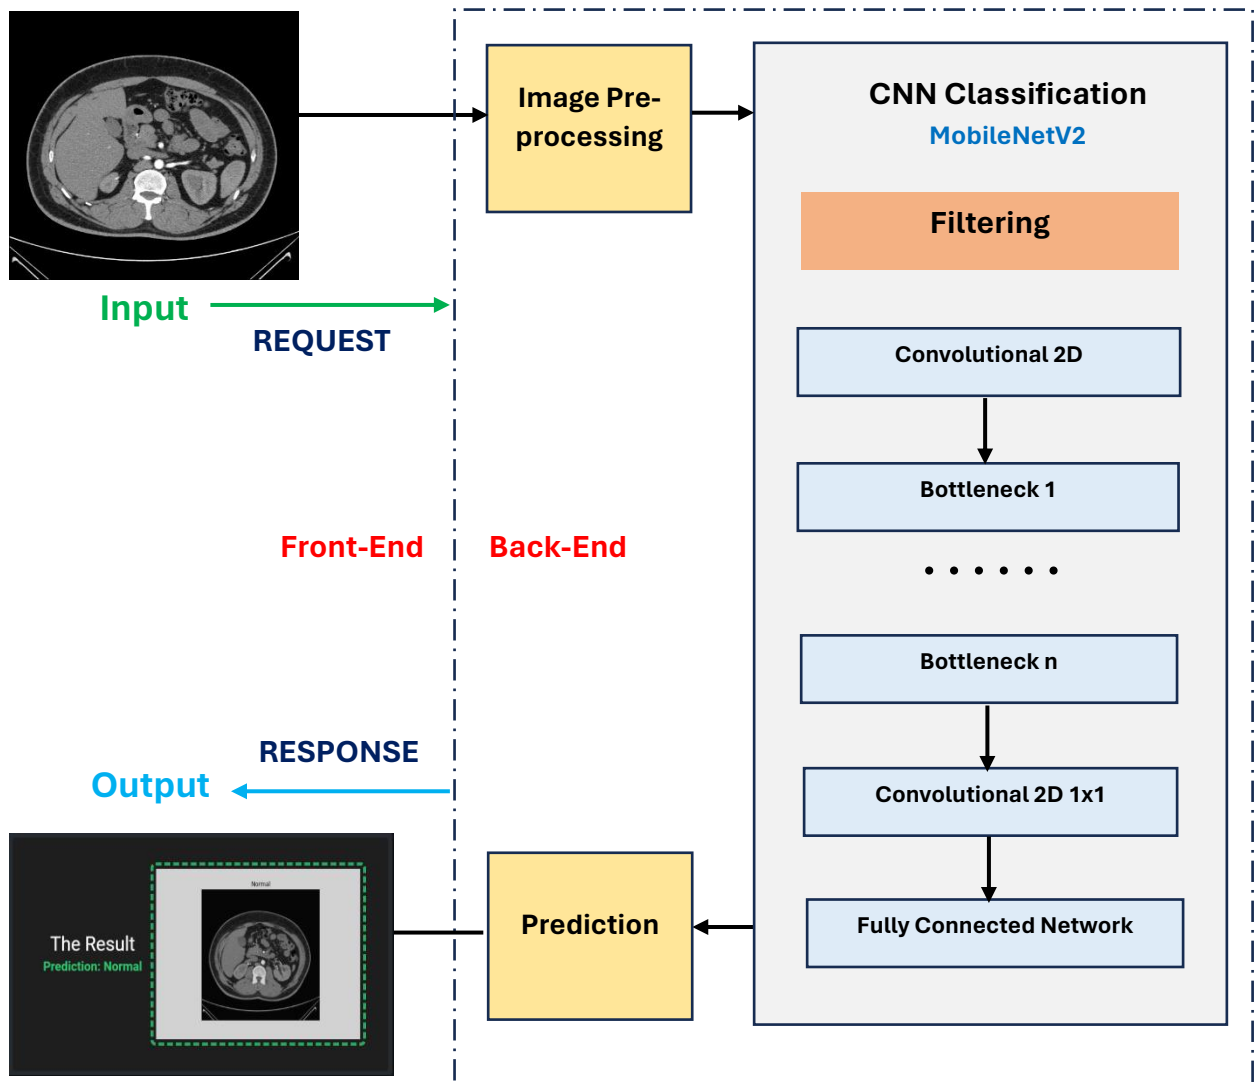 Image Pre-
processing
CNN Classification
MobileNetV2
Filtering
Input
REQUEST
Convolutional 2D
Bottleneck 1
Front-End
Back-End
. . . . . .
Bottleneck n
RESPONSE
Output
Convolutional 2D 1x1
Normal
The Result
Prediction: Normal
Prediction
Fully Connected Network